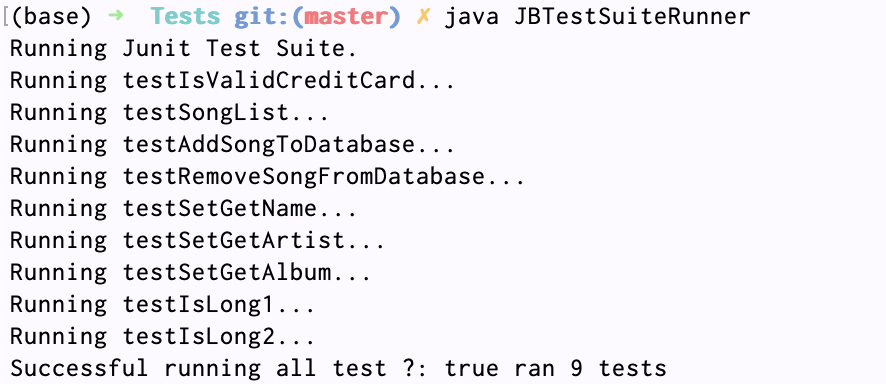 [(base) ➜  Tests git:(master) ✗ java JBTestSuiteRunner
Running Junit Test Suite.
Running testIsValidCreditCard...
Running testSongList...
Running testAddSongToDatabase...
Running testRemoveSongFromDatabase...
Running testSetGetName...
Running testSetGetArtist...
Running testSetGetAlbum...
Running testIsLong1...
Running testIsLong2...
Successful running all test ?: true ran 9 tests